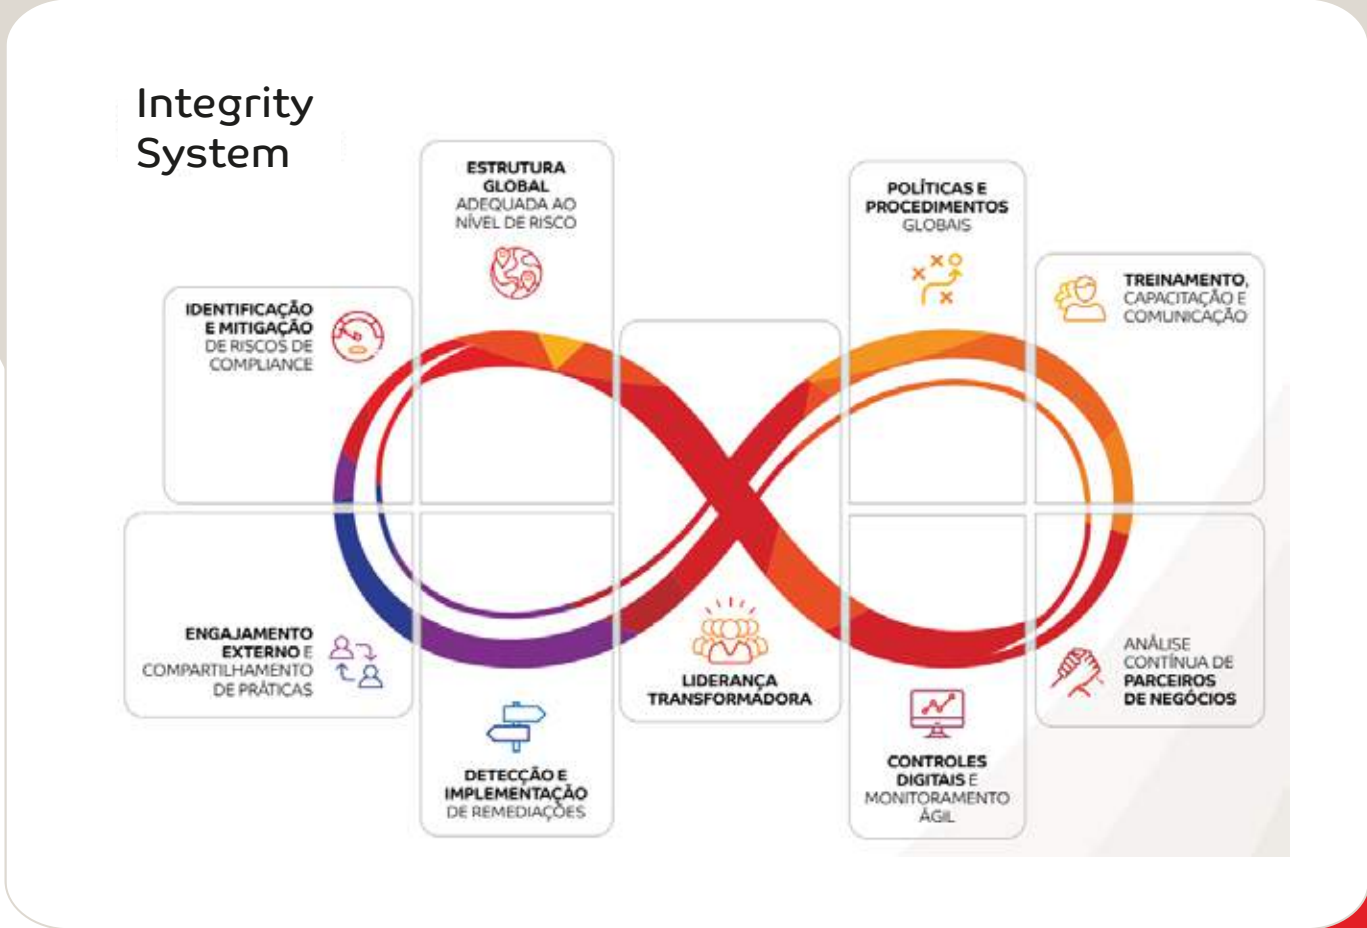 Integrity
System
ESTRUTURA
GLOBAL
ADEQUADA AO
NÍVEL DE RISCO
POLÍTICAS E
PROCEDIMENTOS
GLOBAIS
IDENTIFICAÇÃO
E MITIGAÇÃO
DE RISCOS DE
COMPLIANCE
TREINAMENTO,
CAPACITAÇÃO E
COMUNICAÇÃO
ENGAJAMENTO
EXTERNO E
COMPARTILHAMENTO
DE PRÁTICAS
LIDERANÇA
TRANSFORMADORA
ANÁLISE
CONTÍNUA DE
PARCEIROS
DE NEGÓCIOS
DETECÇÃO E
IMPLEMENTAÇÃO
DE REMEDIAÇÕES
CONTROLES
DIGITAIS E
MONITORAMENTO
ÁGIL